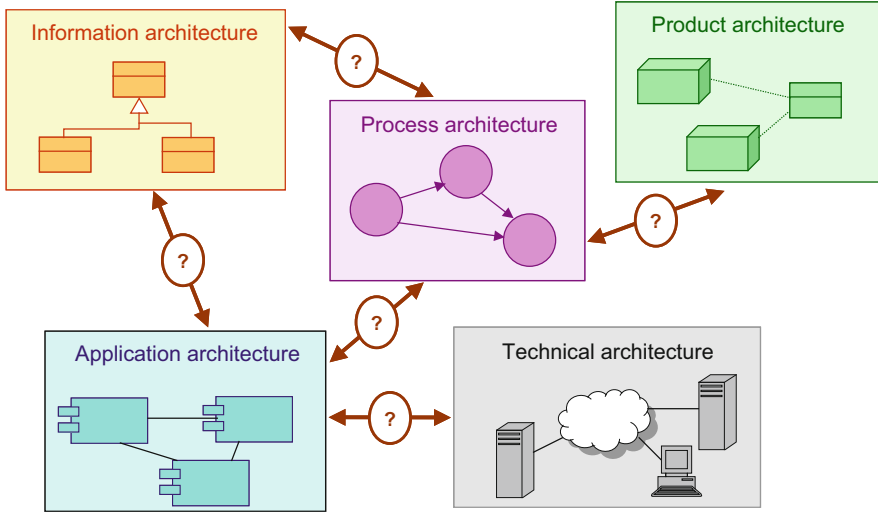 Information architecture
?
Product architecture
Process architecture
?
?
?
Application architecture
Technical architecture
?